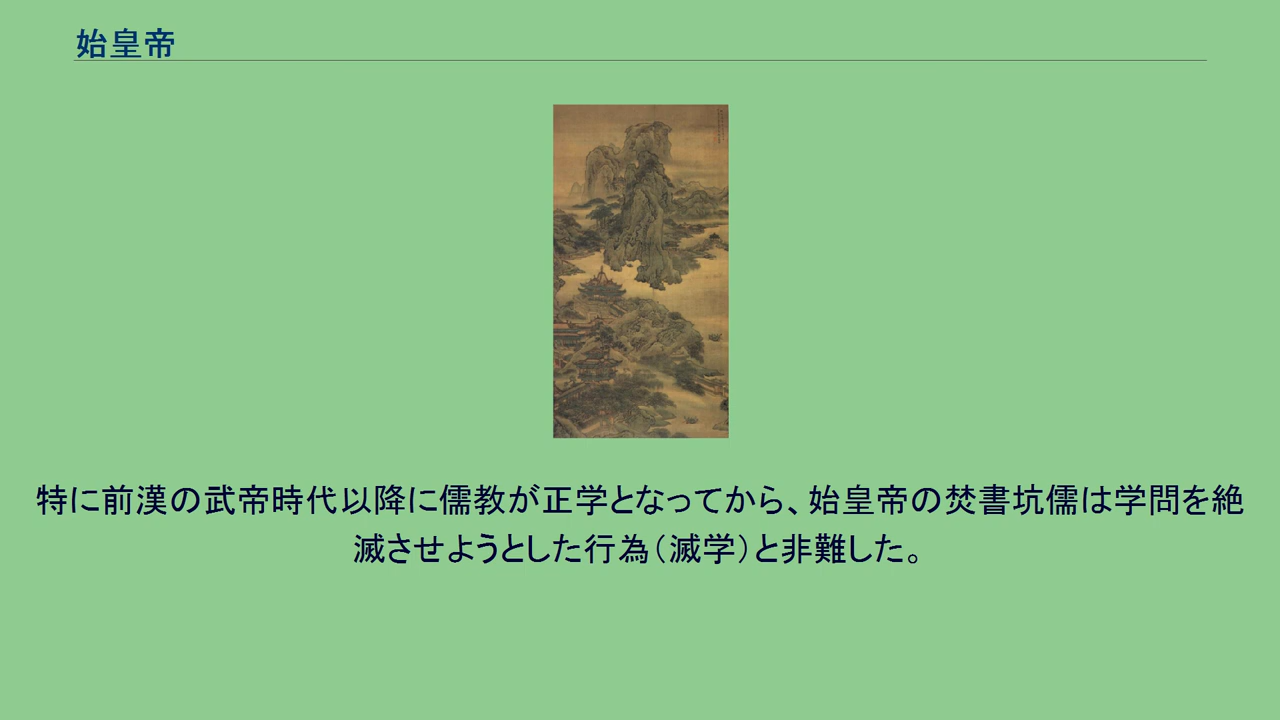 始皇帝
特に前漢の武帝時代以降に儒教が正学となってから、始皇帝の焚書坑儒は学問を絶
滅させようとした行為（滅学）と非難した。